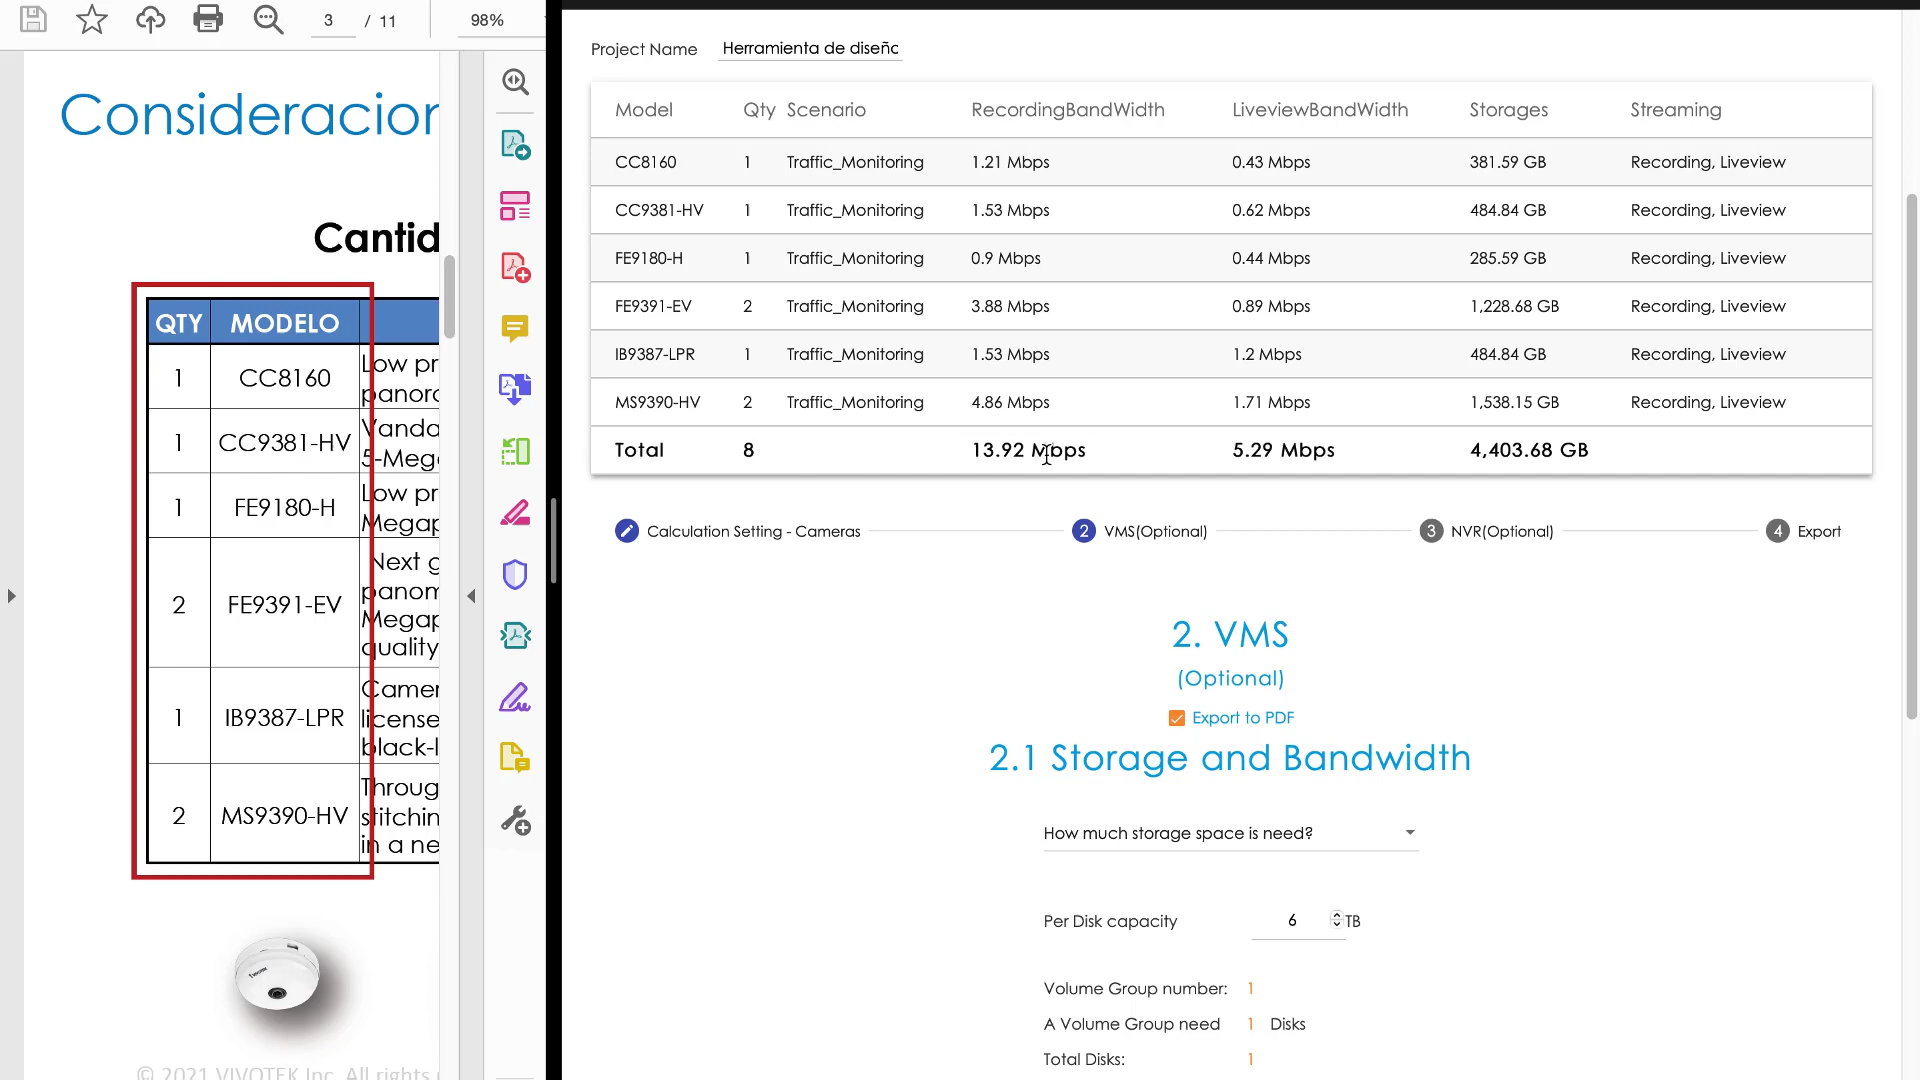 3 / 11
98%
Consideracion
Cantid
QTY MODELO
1 CC8160 Low pr
panora
1 CC9381-HV Vanda
5-Mega
1 FE9180-H Low pr
Megap
2 FE9391-EV Next g
panom
Megap
quality
1 IB9387-LPR Camer
license
black-l
2 MS9390-HV Throug
stitchin
in a ne
VIVOTEK
© 2021 VIVOTEK Inc. All rights
Project Name Herramienta de diseño
Model Qty Scenario RecordingBandWidth LiveviewBandWidth Storages Streaming
CC8160 1 Traffic_Monitoring 1.21 Mbps 0.43 Mbps 381.59 GB Recording, Liveview
CC9381-HV 1 Traffic_Monitoring 1.53 Mbps 0.62 Mbps 484.84 GB Recording, Liveview
FE9180-H 1 Traffic_Monitoring 0.9 Mbps 0.44 Mbps 285.59 GB Recording, Liveview
FE9391-EV 2 Traffic_Monitoring 3.88 Mbps 0.89 Mbps 1,228.68 GB Recording, Liveview
IB9387-LPR 1 Traffic_Monitoring 1.53 Mbps 1.2 Mbps 484.84 GB Recording, Liveview
MS9390-HV 2 Traffic_Monitoring 4.86 Mbps 1.71 Mbps 1,538.15 GB Recording, Liveview
Total 8 13.92 Mbps 5.29 Mbps 4,403.68 GB
Calculation Setting - Cameras 2 VMS(Optional) 3 NVR(Optional) 4 Export
2. VMS
(Optional)
Export to PDF
2.1 Storage and Bandwidth
How much storage space is need?
Per Disk capacity 6 TB
Volume Group number: 1
A Volume Group need 1 Disks
Total Disks: 1